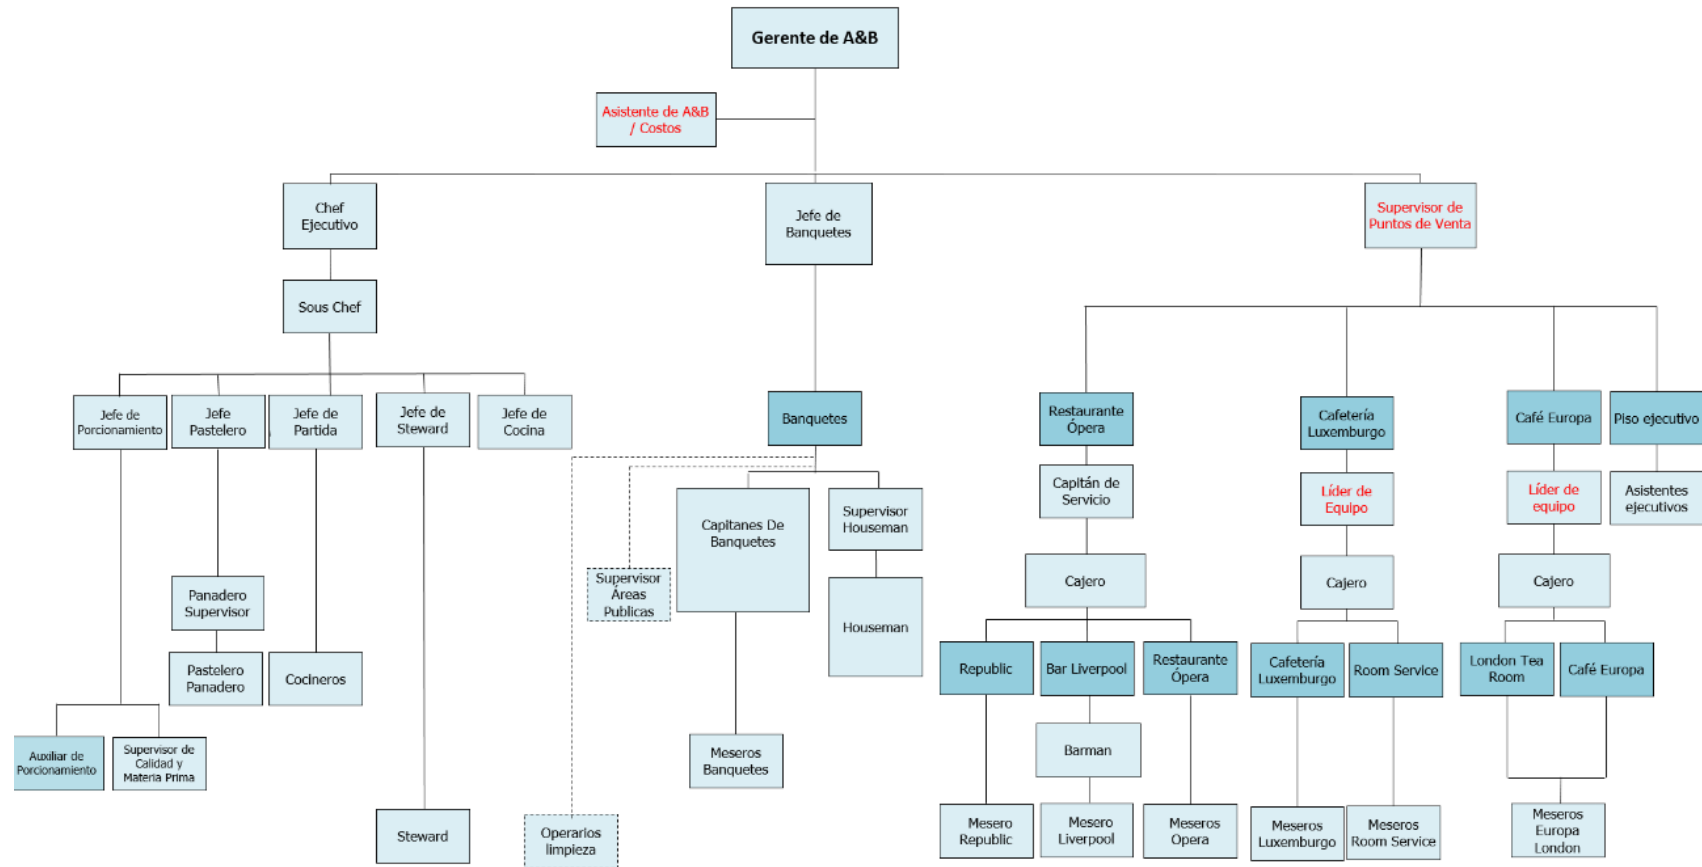 Gerente de A&B
Asistente de A&B
/ Costos
Chef
Ejecutivo
Jefe de
Banquetes
Supervisor de
Puntos de Venta
Sous Chef
Jefe de
Porcionamiento
Jefe
Pastelero
Jefe de
Partida
Jefe de
Steward
Jefe de
Cocina
Banquetes
Restaurante
Ópera
Cafetería
Luxemburgo
Café Europa
Piso ejecutivo
Capitán de
Servicio
Líder de
Equipo
Líder de
equipo
Asistentes
ejecutivos
Capitanes De
Banquetes
Supervisor
Houseman
Supervisor
Áreas
Publicas
Panadero
Supervisor
Houseman
Cajero
Cajero
Cajero
Pastelero
Panadero
Cocineros
Republic
Bar Liverpool
Restaurante
Ópera
Cafetería
Luxemburgo
Room Service
London Tea
Room
Café Europa
Auxiliar de
Porcionamiento
Supervisor de
Calidad y
Materia Prima
Meseros
Banquetes
Barman
Steward
Operarios
limpieza
Mesero
Republic
Mesero
Liverpool
Meseros
Opera
Meseros
Luxemburgo
Meseros
Room Service
Meseros
Europa
London